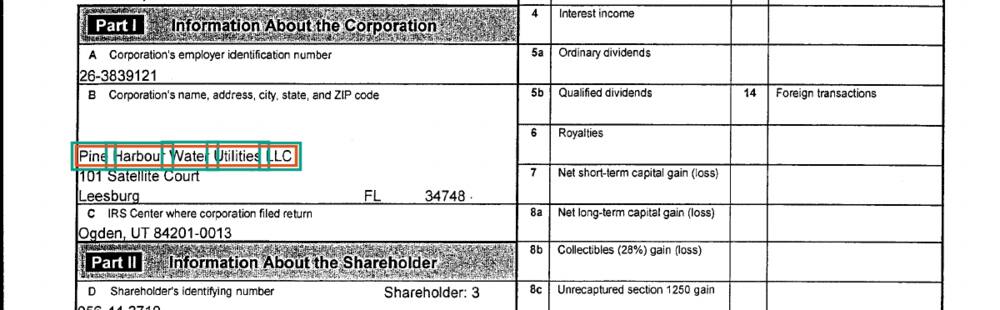 Part I Information About the Corporation
A Corporation's employer identification number
26-3839121
B Corporation's name, address, city, state, and ZIP code
Pine Harbour Water Utilities LLC
101 Satellite Court
Leesburg FL 34748
C IRS Center where corporation filed return
Ogden, UT 84201-0013
Part II Information About the Shareholder
D Shareholder's identifying number Shareholder: 3
4 Interest income
5a Ordinary dividends
5b Qualified dividends
14 Foreign transactions
6 Royalties
7 Net short-term capital gain (loss)
8a Net long-term capital gain (loss)
8b Collectibles (28%) gain (loss)
8c Unrecaptured section 1250 gain